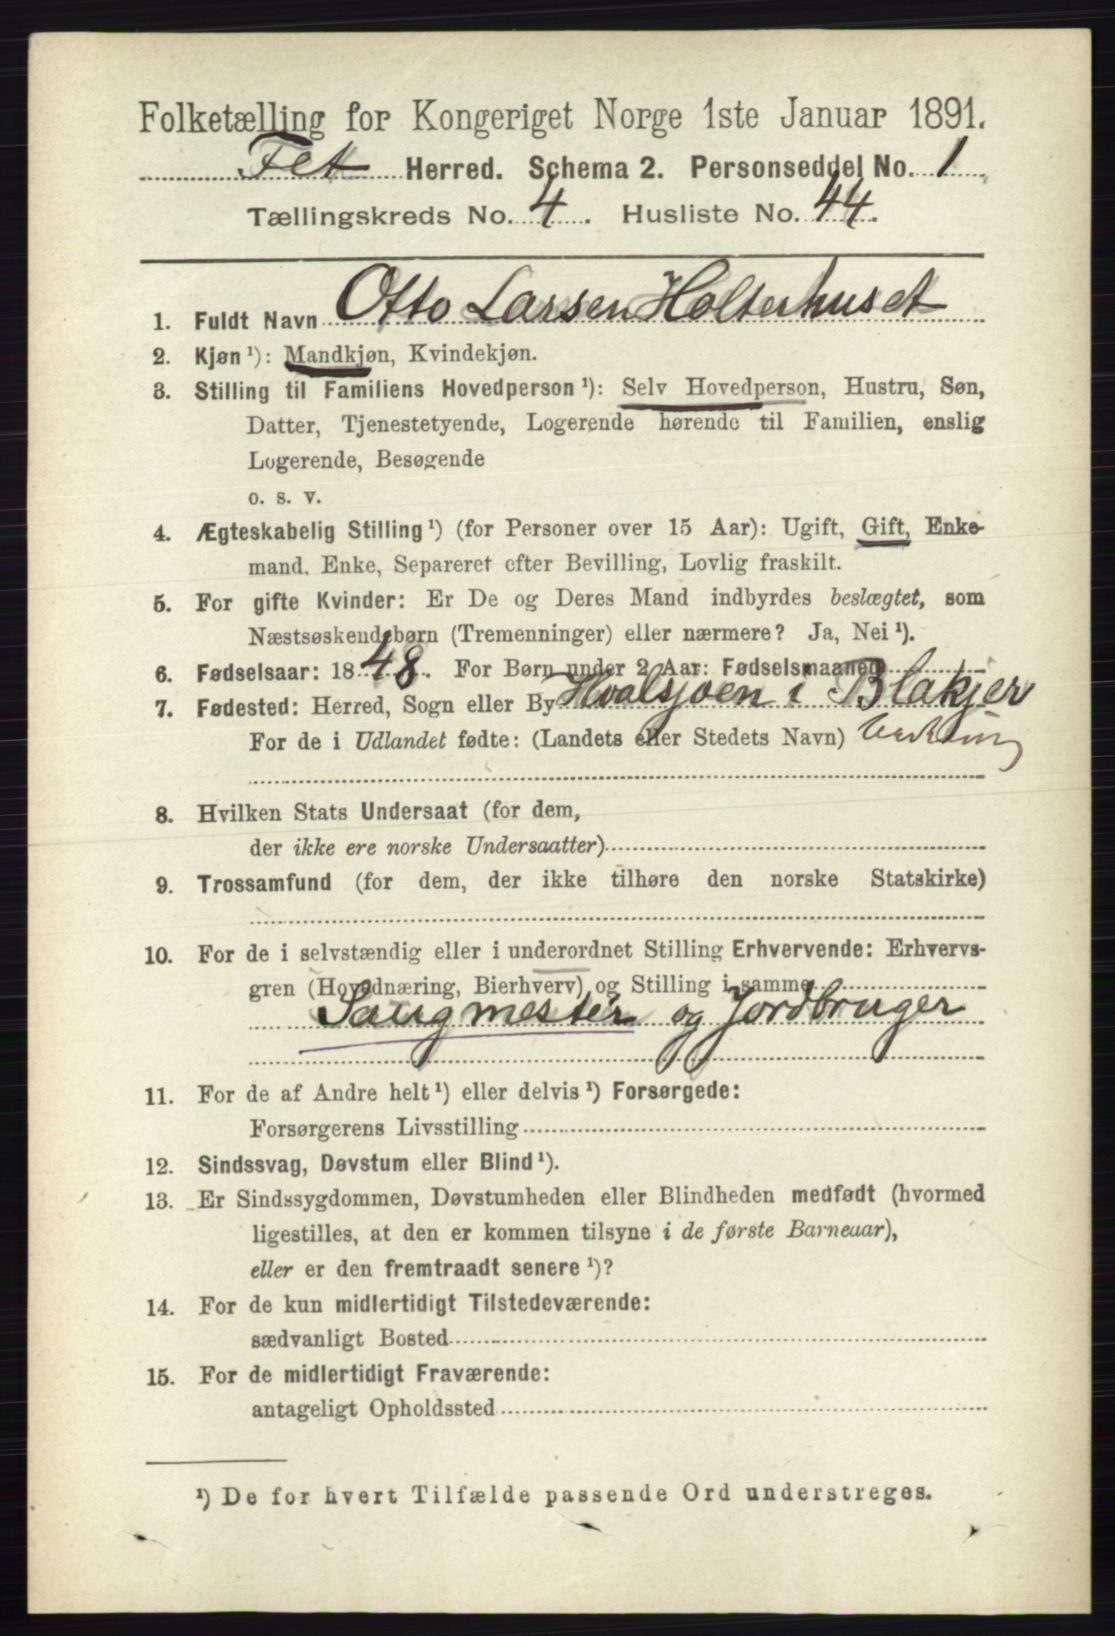 Folketælling for Kongeriget Norge 1ste Januar 1891.
Fet Herred. Schema 2. Personseddel No. 1
Tællingskreds No. 4. Husliste No. 44.
1. Fuldt Navn Otto Larsen Holterhuset
2. Kjøn ¹): Mandkjøn, Kvindekjøn.
3. Stilling til Familiens Hovedperson ¹): Selv Hovedperson, Hustru, Søn,
Datter, Tjenestetyende, Logerende hørende til Familien, enslig
Logerende, Besøgende
o. s. v.
4. Ægteskabelig Stilling ¹) (for Personer over 15 Aar): Ugift, Gift, Enke-
mand. Enke, Separeret efter Bevilling, Lovlig fraskilt.
5. For gifte Kvinder: Er De og Deres Mand indbyrdes beslægtet, som
Næstsøskendebørn (Tremenninger) eller nærmere? Ja, Nei ¹).
6. Fødselsaar: 1848. For Børn under 2 Aar: Fødselsmaaned
7. Fødested: Herred, Sogn eller By Hvalsjøen i Blakjer
For de i Udlandet fødte: (Landets eller Stedets Navn)
8. Hvilken Stats Undersaat (for dem,
der ikke ere norske Undersaatter)
9. Trossamfund (for dem, der ikke tilhøre den norske Statskirke)
10. For de i selvstændig eller i underordnet Stilling Erhvervende: Erhvervs-
gren (Hovednæring, Bierhverv) og Stilling i samme
Saugmester og Jordbruger
11. For de af Andre helt ¹) eller delvis ¹) Forsørgede:
Forsørgerens Livsstilling
12. Sindssvag, Døvstum eller Blind ¹).
13. Er Sindssygdommen, Døvstumheden eller Blindheden medfødt (hvormed
ligestilles, at den er kommen tilsyne i de første Barneaar),
eller er den fremtraadt senere ¹)?
14. For de kun midlertidigt Tilstedeværende:
sædvanligt Bosted
15. For de midlertidigt Fraværende:
antageligt Opholdssted
¹) De for hvert Tilfælde passende Ord understreges.